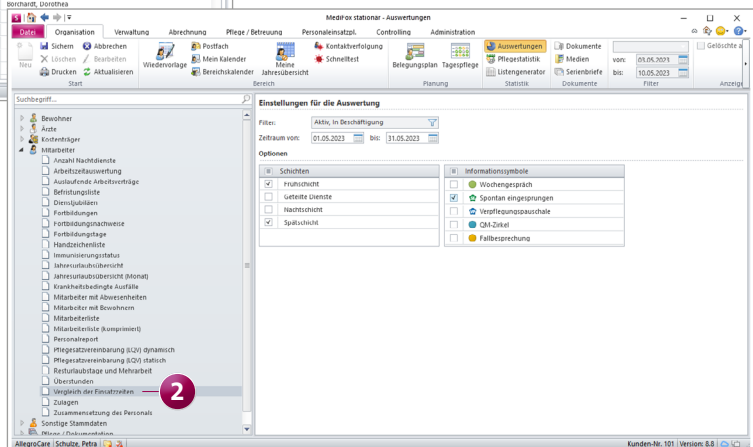 Borchardt, Dorothea
MediFox stationär - Auswertungen
Datei Organisation Verwaltung Abrechnung Pflege / Betreuung Personaleinsatzpl. Controlling Administration
Neu
Sichern Abbrechen
Löschen Bearbeiten
Drucken Aktualisieren
Start
Wiedervorlage
Postfach
Mein Kalender
Bereichskalender
Meine Jahresübersicht
Kontaktverfolgung
Schnelltest
Bereich
Belegungsplan Tagespflege
Planung
Auswertungen
Pflegestatistik
Listengenerator
Statistik
Dokumente
Medien
Serienbriefe
Dokumente
von: 03.05.2023
bis: 10.05.2023
Filter
Gelöschte a
Anzeige
Suchbegriff...
Bewohner
Ärzte
Kostenträger
Mitarbeiter
Anzahl Nachtdienste
Arbeitszeitauswertung
Auslaufende Arbeitsverträge
Befristungsliste
Dienstjubiläen
Fortbildungen
Fortbildungsnachweise
Fortbildungstage
Handzeichenliste
Immunisierungsstatus
Jahresurlaubsübersicht
Jahresurlaubsübersicht (Monat)
Krankheitsbedingte Ausfälle
Mitarbeiter mit Abwesenheiten
Mitarbeiter mit Bewohnern
Mitarbeiterliste
Mitarbeiterliste (komprimiert)
Personalreport
Pflegesatzvereinbarung (LQV) dynamisch
Pflegesatzvereinbarung (LQV) statisch
Resturlaubstage und Mehrarbeit
Überstunden
Vergleich der Einsatzzeiten
2
Zulagen
Zusammensetzung des Personals
Sonstige Stammdaten
Pflege / Dokumentation
Einstellungen für die Auswertung
Filter: Aktiv, In Beschäftigung
Zeitraum von: 01.05.2023 bis: 31.05.2023
Optionen
Schichten
Frühschicht
Geteilte Dienste
Nachtschicht
Spätschicht
Informationssymbole
Wochengespräch
Spontan eingesprungen
Verpflegungspauschale
QM-Zirkel
Fallbesprechung
AllegroCare Schulze, Petra
Kunden-Nr. 101 Version: 8.8